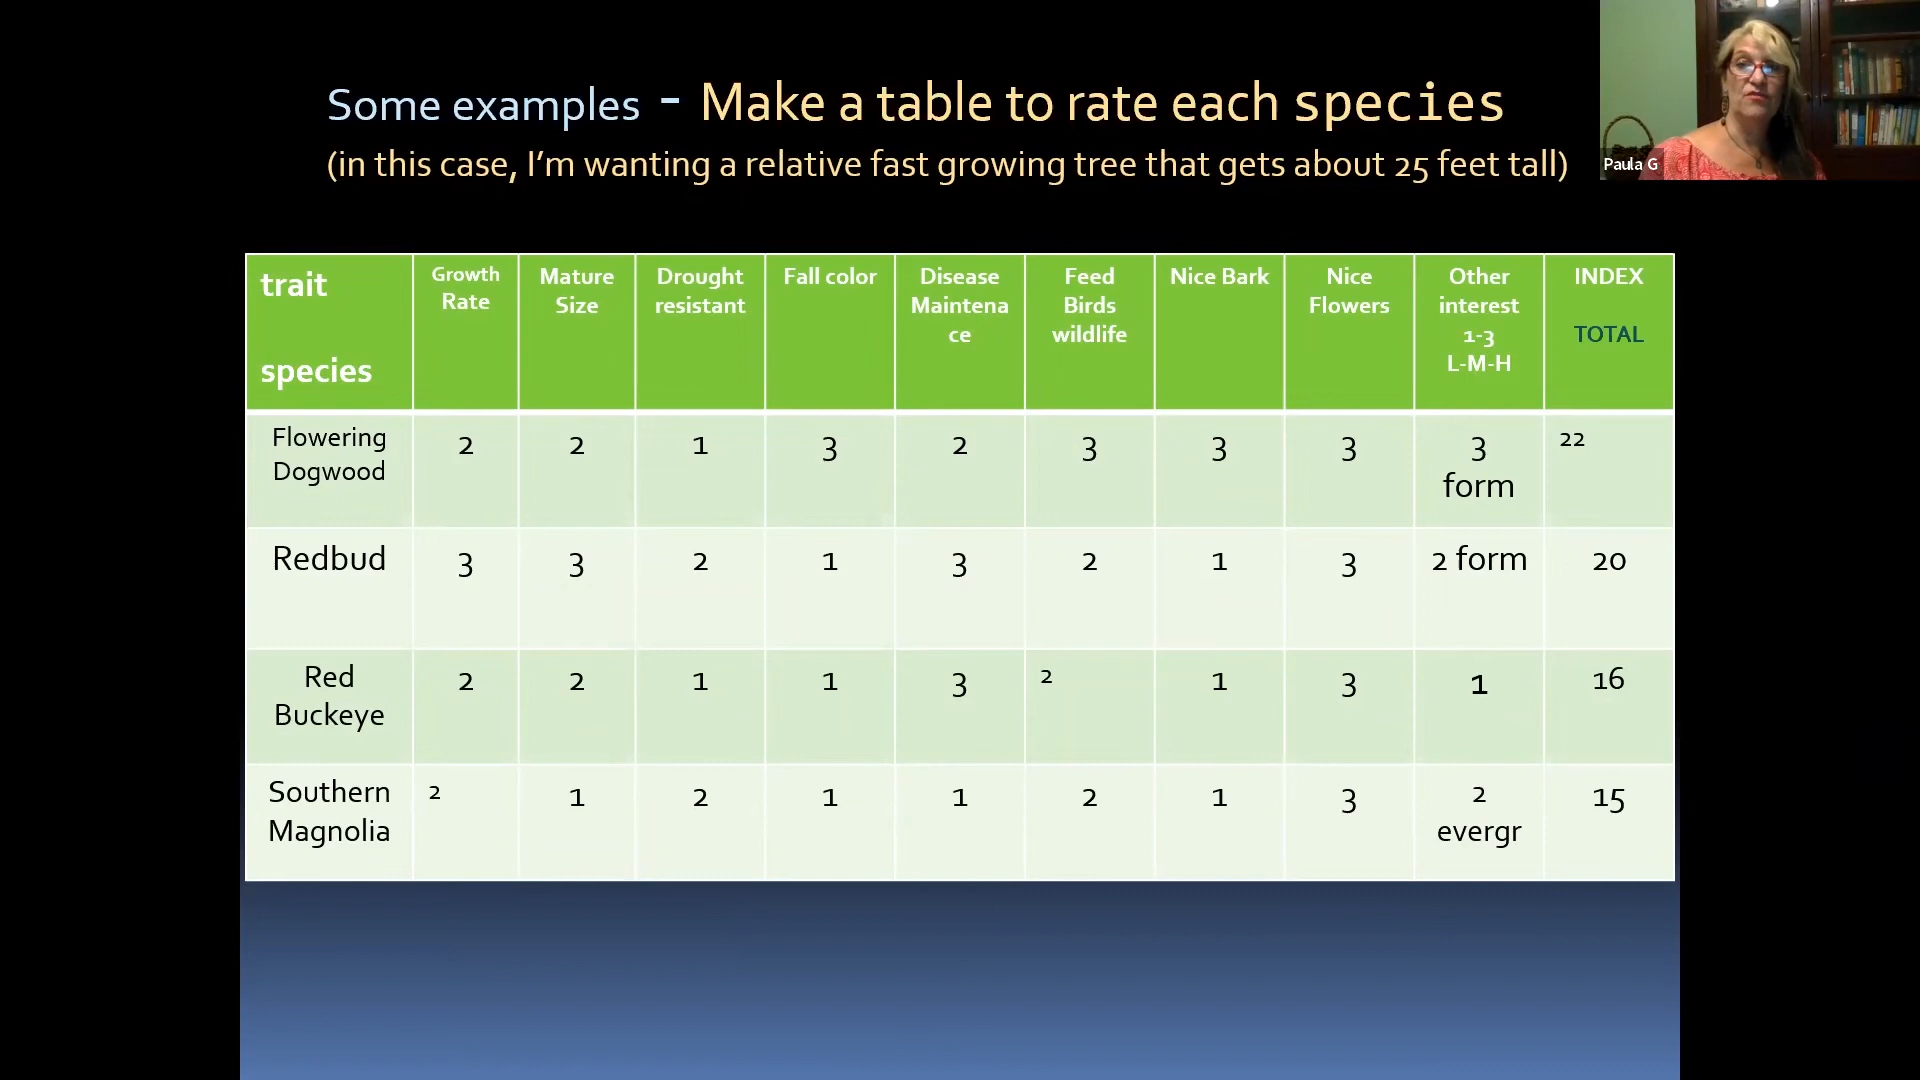 Some examples - Make a table to rate each species
(in this case, I'm wanting a relative fast growing tree that gets about 25 feet tall)
Paula G
trait
species
Growth
Rate
Mature
Size
Drought
resistant
Fall color
Disease
Maintena
ce
Feed
Birds
wildlife
Nice Bark
Nice
Flowers
Other
interest
1-3
L-M-H
INDEX
TOTAL
Flowering
Dogwood
2
2
1
3
2
3
3
3
3
form
22
Redbud
3
3
2
1
3
2
1
3
2 form
20
Red
Buckeye
2
2
1
1
3
2
1
3
1
16
Southern
Magnolia
2
1
2
1
1
2
1
3
2
evergr
15